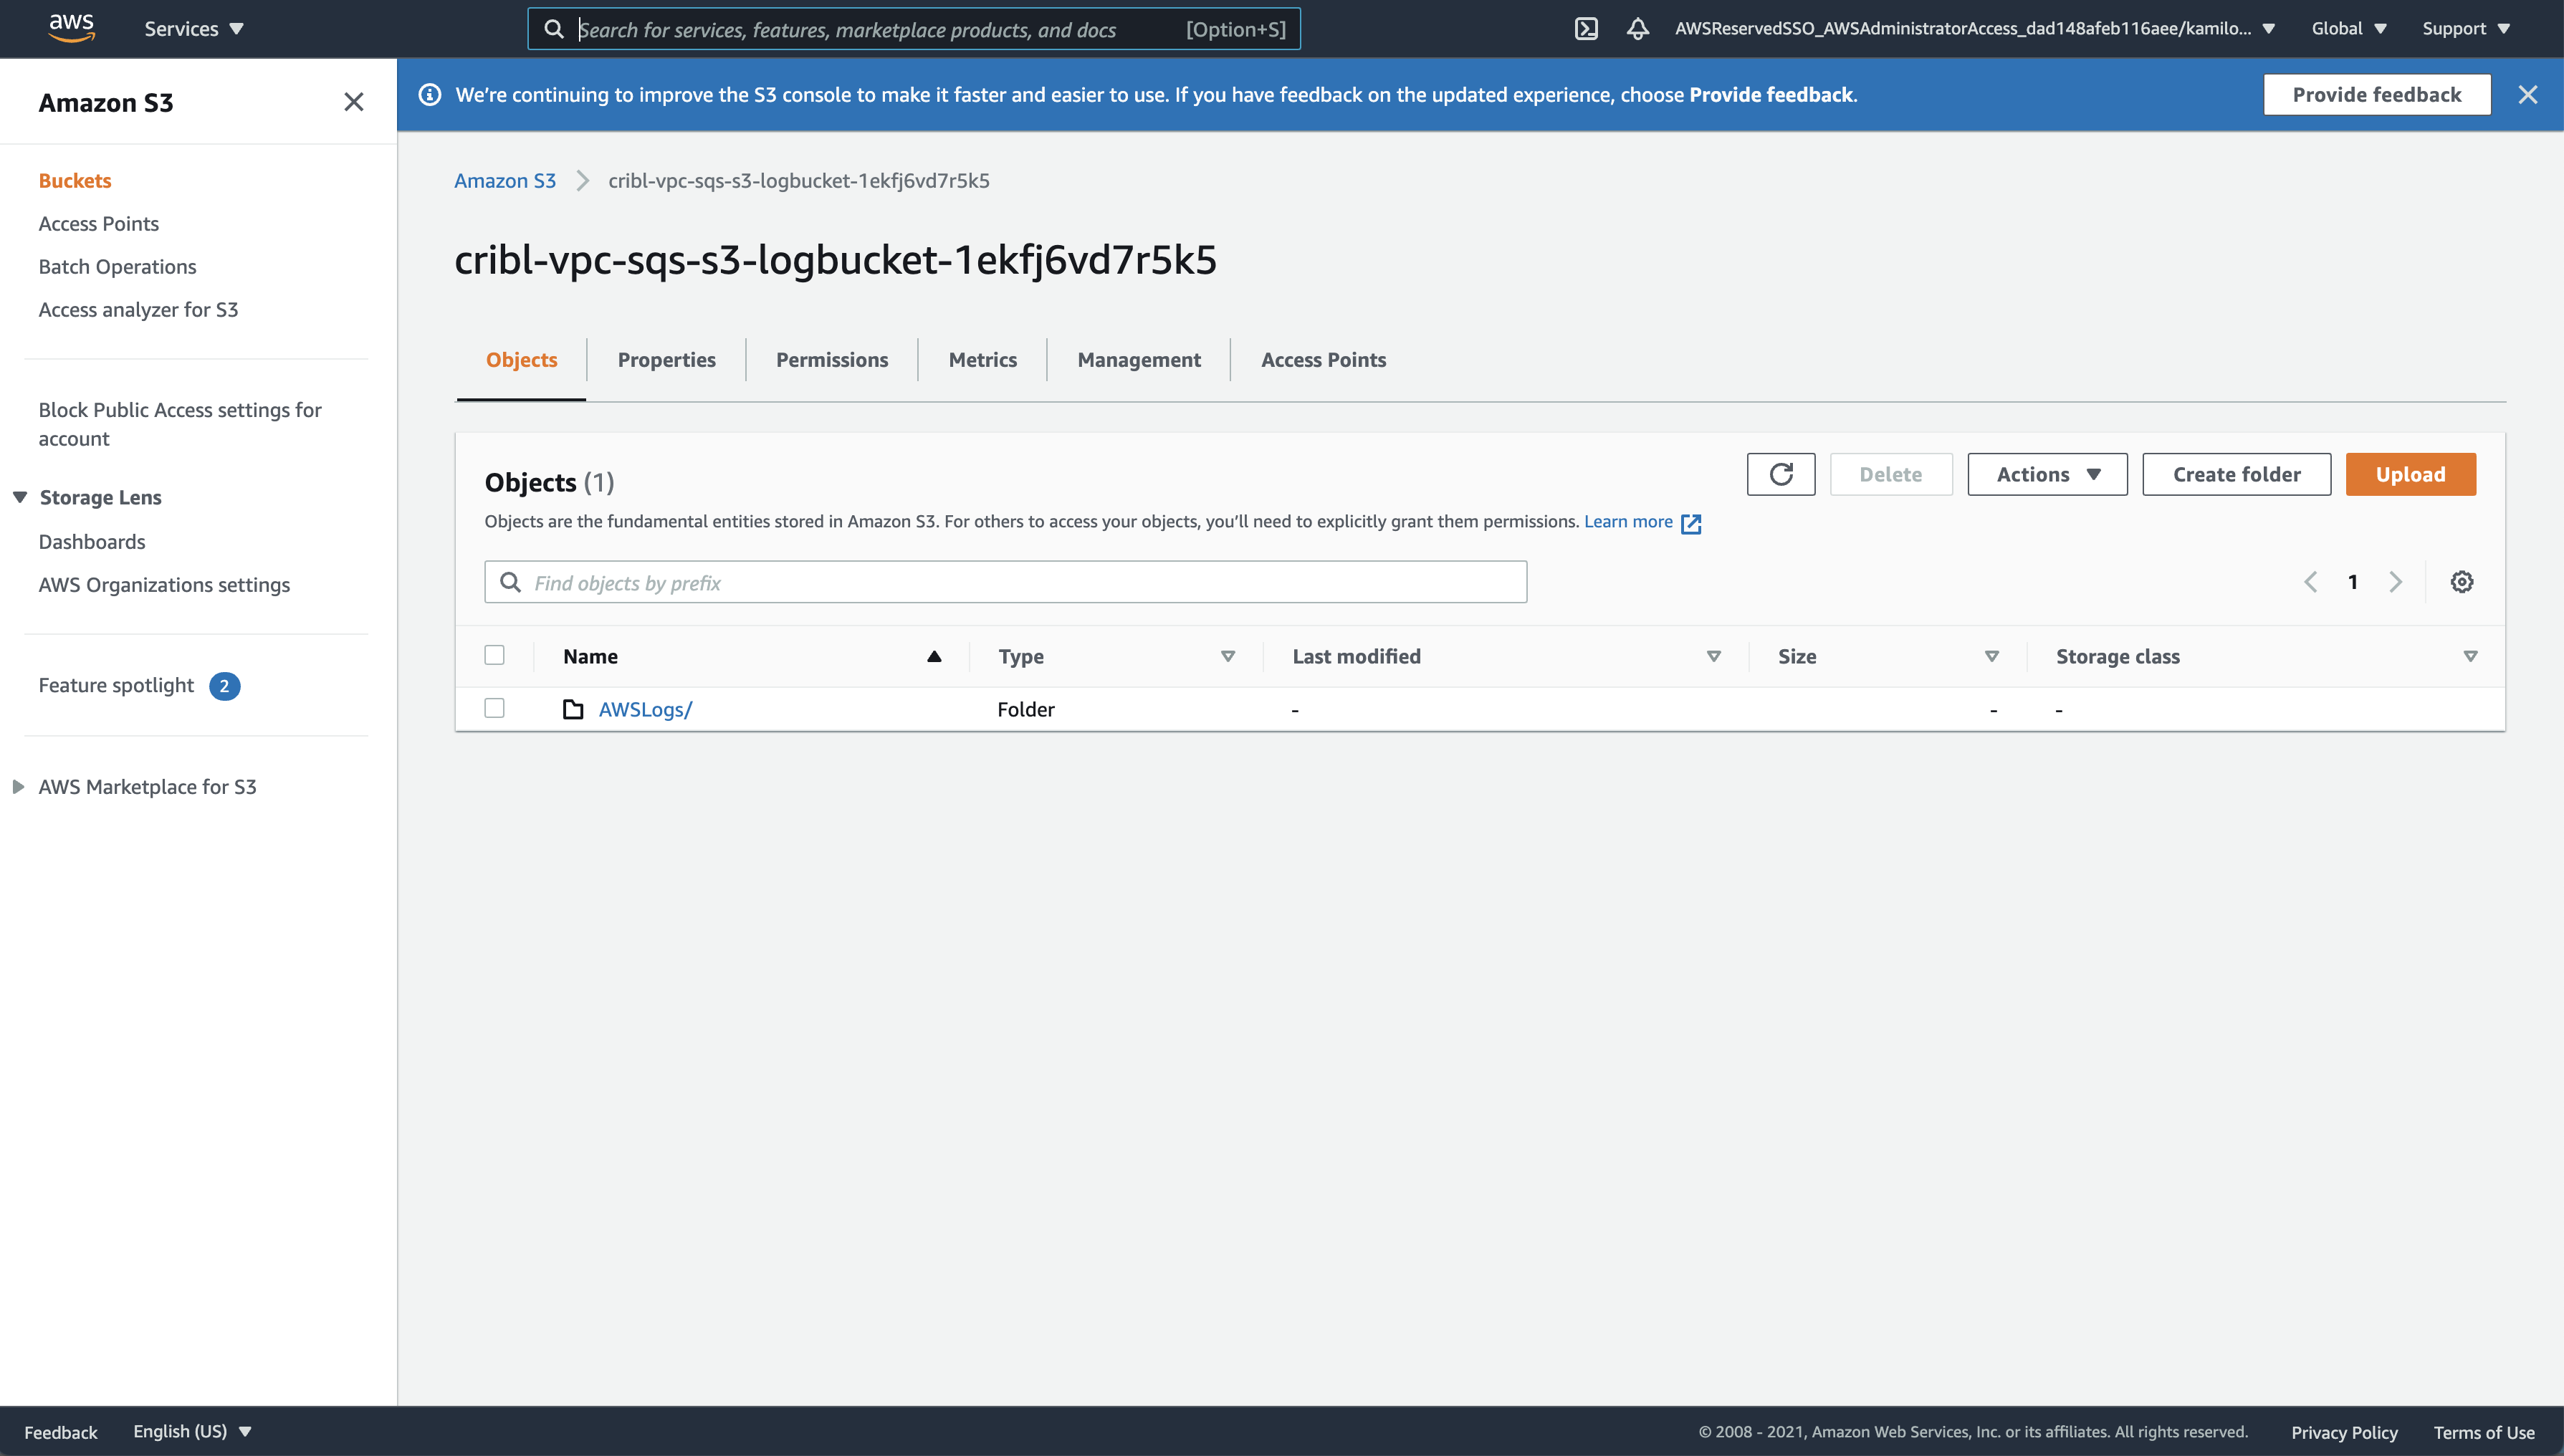 aws
Services
Search for services, features, marketplace products, and docs [Option+S]
AWSReservedSSO_AWSAdministratorAccess_dad148afeb116aee/kamilo...
Global
Support
Amazon S3
Buckets
Access Points
Batch Operations
Access analyzer for S3
Block Public Access settings for
account
Storage Lens
Dashboards
AWS Organizations settings
Feature spotlight 2
AWS Marketplace for S3
We're continuing to improve the S3 console to make it faster and easier to use. If you have feedback on the updated experience, choose Provide feedback.
Provide feedback
Amazon S3 cribl-vpc-sqs-s3-logbucket-1ekfj6vd7r5k5
cribl-vpc-sqs-s3-logbucket-1ekfj6vd7r5k5
Objects Properties Permissions Metrics Management Access Points
Objects (1)
Delete Actions Create folder Upload
Objects are the fundamental entities stored in Amazon S3. For others to access your objects, you'll need to explicitly grant them permissions. Learn more
Find objects by prefix
1
Name Type Last modified Size Storage class
AWSLogs/ Folder - - -
Feedback English (US) © 2008 - 2021, Amazon Web Services, Inc. or its affiliates. All rights reserved. Privacy Policy Terms of Use